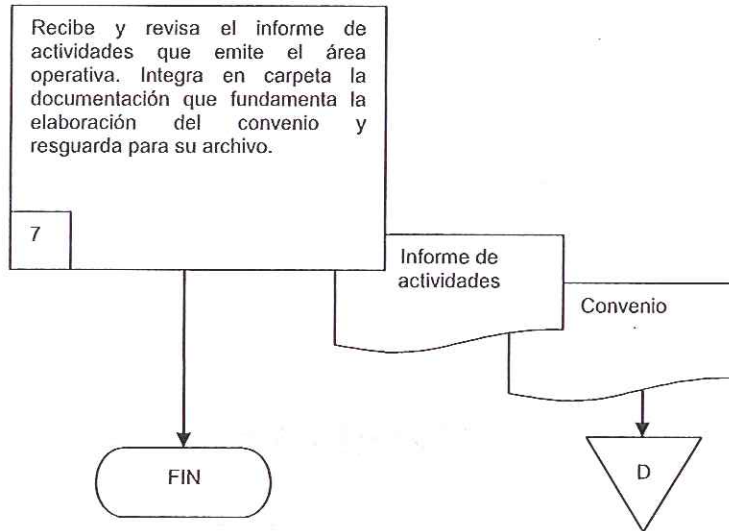 Recibe y revisa el informe de
actividades que emite el área
operativa. Integra en carpeta la
documentación que fundamenta la
elaboración del convenio y
resguarda para su archivo.
7
Informe de
actividades
Convenio
FIN
D